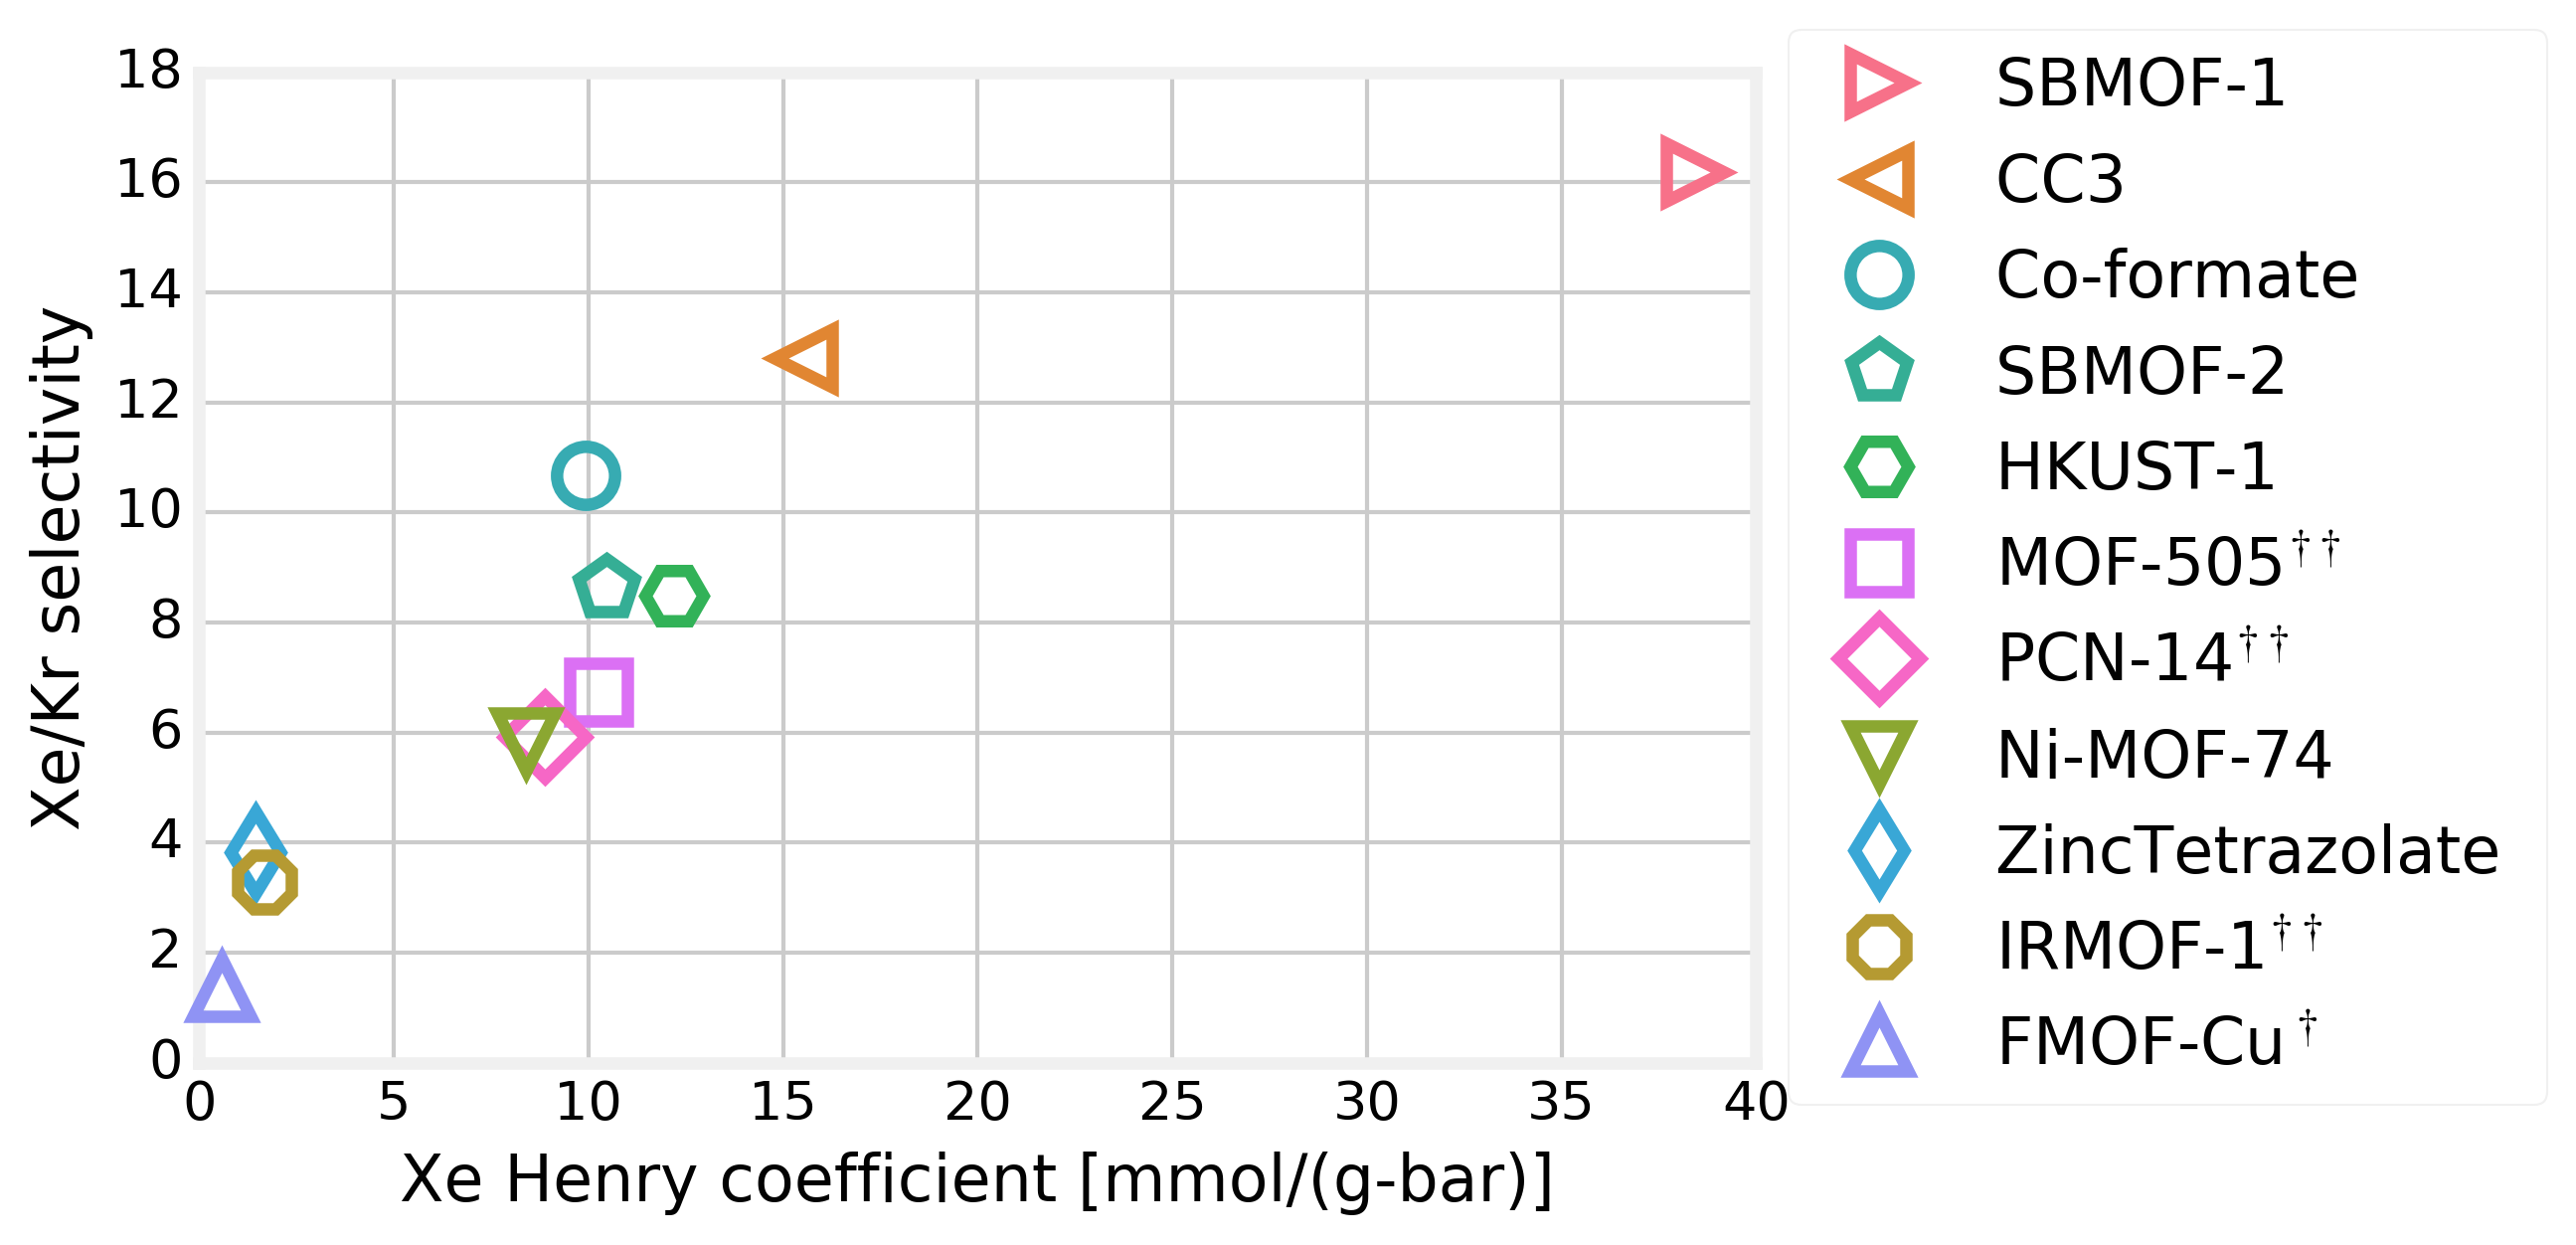 Xe/Kr selectivity
18
16
14
12
10
8
6
4
2
0
0 5 10 15 20 25 30 35 40
Xe Henry coefficient [mmol/(g-bar)]
SBMOF-1
CC3
Co-formate
SBMOF-2
HKUST-1
MOF-505††
PCN-14††
Ni-MOF-74
ZincTetrazolate
IRMOF-1††
FMOF-Cu†